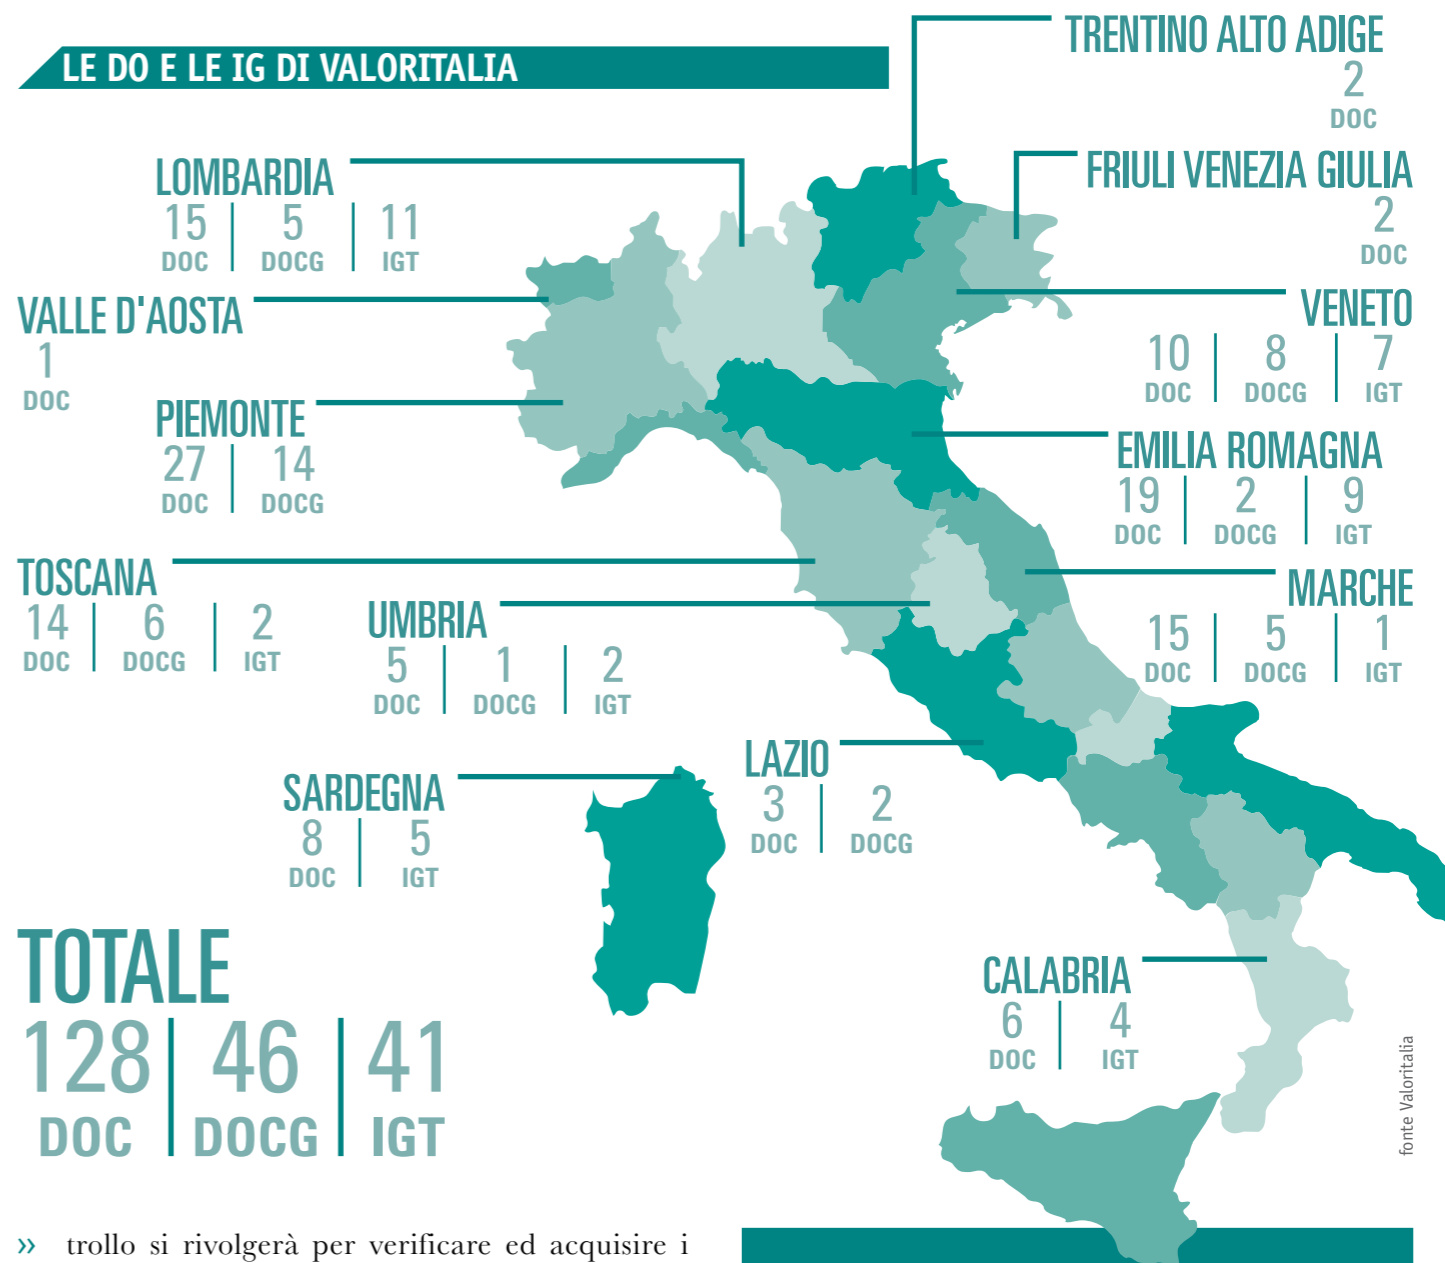 LE DO E LE IG DI VALORITALIA
TRENTINO ALTO ADIGE
2
DOC
LOMBARDIA
15 5 11
DOC DOCG IGT
FRIULI VENEZIA GIULIA
2
DOC
VALLE D'AOSTA
1
DOC
VENETO
10 8 7
DOC DOCG IGT
PIEMONTE
27 14
DOC DOCG
EMILIA ROMAGNA
19 2 9
DOC DOCG IGT
TOSCANA
14 6 2
DOC DOCG IGT
UMBRIA
5 1 2
DOC DOCG IGT
MARCHE
15 5 1
DOC DOCG IGT
LAZIO
3 2
DOC DOCG
SARDEGNA
8 5
DOC IGT
CALABRIA
6 4
DOC IGT
TOTALE
128 46 41
DOC DOCG IGT
fonte Valoritalia
›› trollo si rivolgerà per verificare ed acquisire i